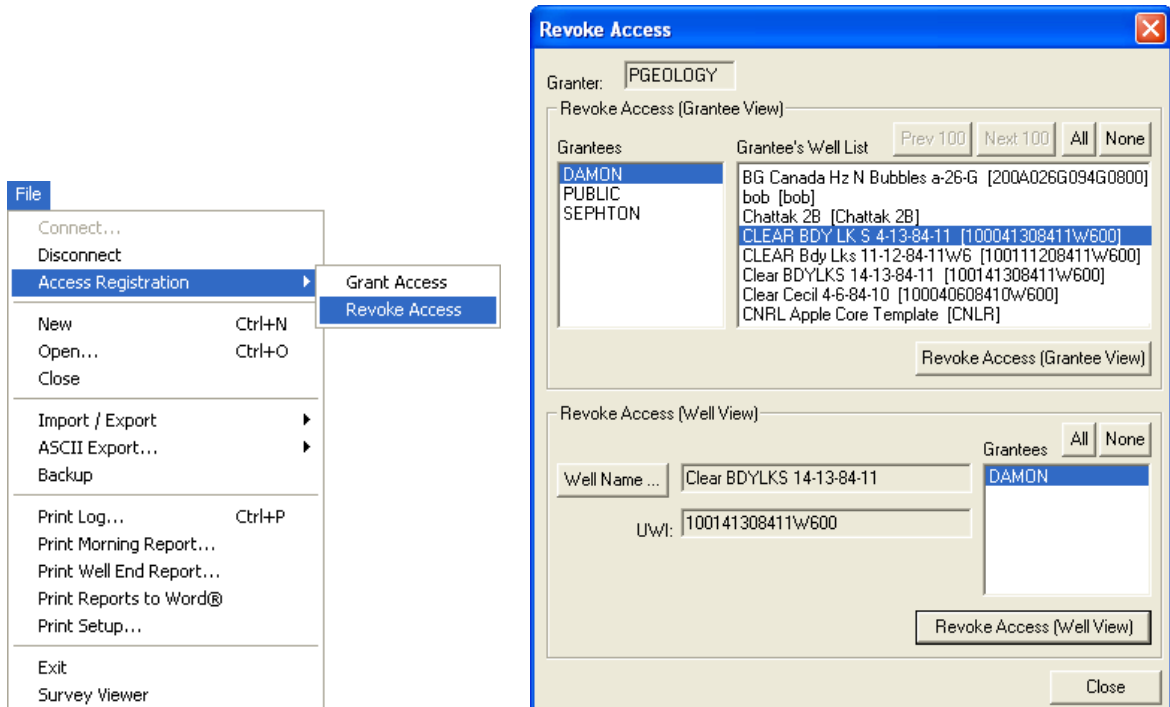 File
Connect...
Disconnect
Access Registration
Grant Access
Revoke Access
New Ctrl+N
Open... Ctrl+O
Close
Import / Export
ASCII Export...
Backup
Print Log... Ctrl+P
Print Morning Report...
Print Well End Report...
Print Reports to Word®
Print Setup...
Exit
Survey Viewer
Revoke Access
Granter: PGEOLOGY
Revoke Access (Grantee View)
Grantees
DAMON
PUBLIC
SEPHTON
Grantee's Well List Prev 100 Next 100 All None
BG Canada Hz N Bubbles a-26-G [200A026G094G0800]
bob [bob]
Chattak 2B [Chattak 2B]
CLEAR BDY LK S 4-13-84-11 [100041308411W600]
CLEAR Bdy Lks 11-12-84-11W6 [100111208411W600]
Clear BDYLKS 14-13-84-11 [100141308411W600]
Clear Cecil 4-6-84-10 [100040608410W600]
CNRL Apple Core Template [CNLR]
Revoke Access (Grantee View)
Revoke Access (Well View)
Grantees All None
Well Name ... Clear BDYLKS 14-13-84-11
DAMON
UWI: 100141308411W600
Revoke Access (Well View)
Close